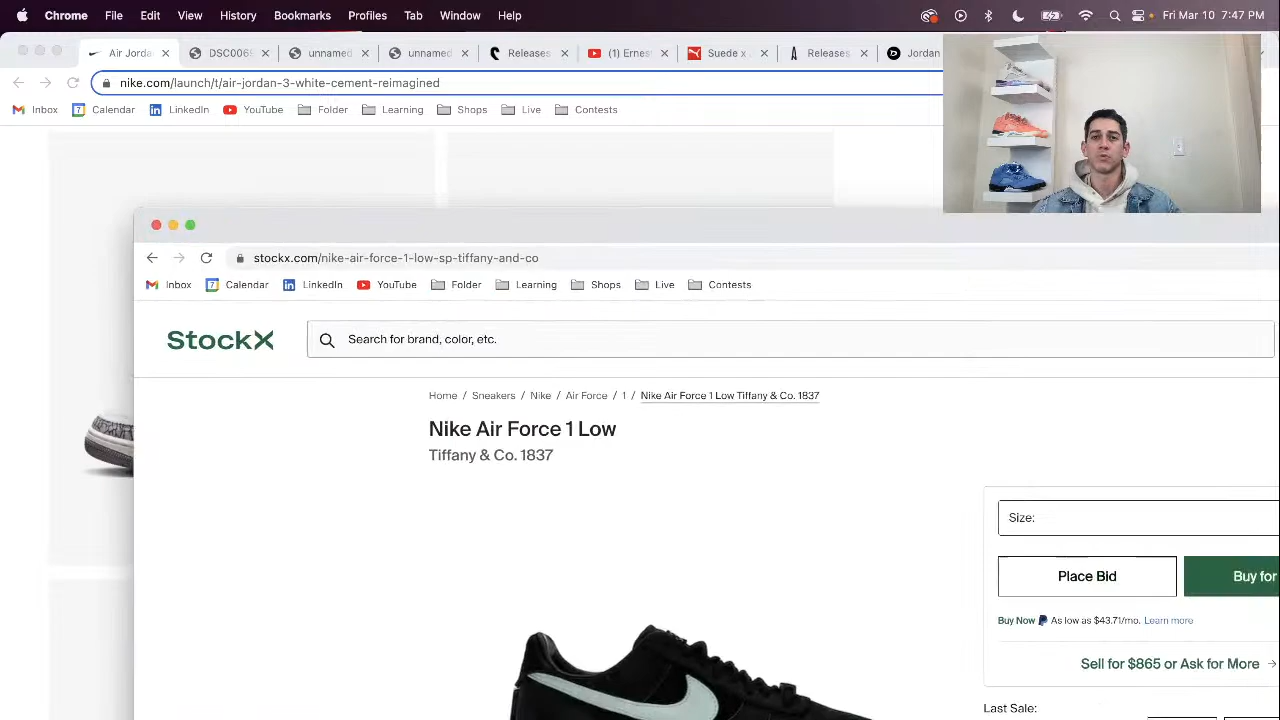 Chrome File Edit View History Bookmarks Profiles Tab Window Help Fri Mar 10 7:47 PM
Air Jorda DSC0065 unnamed unnamed Releases (1) Ernes Suede x Releases Jordan
nike.com/launch/t/air-jordan-3-white-cement-reimagined
Inbox Calendar LinkedIn YouTube Folder Learning Shops Live Contests
stockx.com/nike-air-force-1-low-sp-tiffany-and-co
Inbox Calendar LinkedIn YouTube Folder Learning Shops Live Contests
StockX
Search for brand, color, etc.
Home / Sneakers / Nike / Air Force / 1 / Nike Air Force 1 Low Tiffany & Co. 1837
Nike Air Force 1 Low
Tiffany & Co. 1837
Size:
Place Bid
Buy for
Buy Now As low as $43.71/mo. Learn more
Sell for $865 or Ask for More
Last Sale: